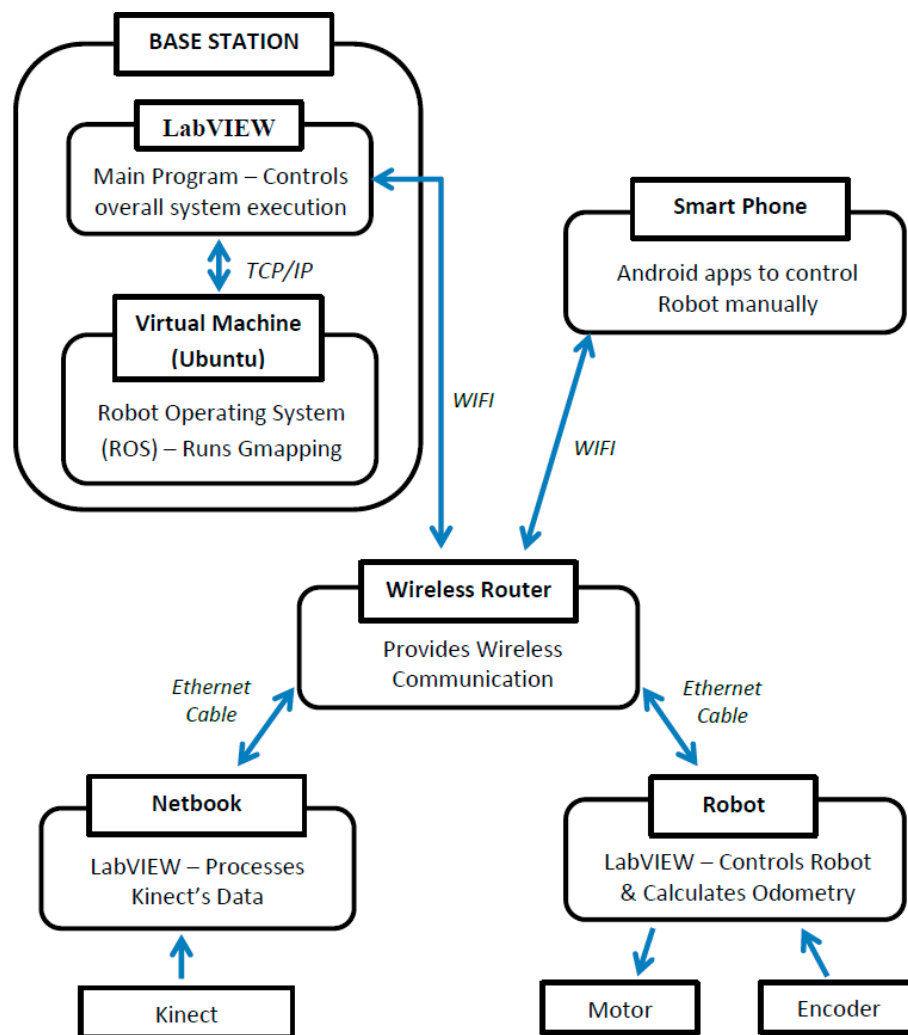 BASE STATION
LabVIEW
Main Program – Controls
overall system execution
TCP/IP
Virtual Machine
(Ubuntu)
Robot Operating System
(ROS) – Runs Gmapping
WIFI
Smart Phone
Android apps to control
Robot manually
WIFI
Wireless Router
Provides Wireless
Communication
Ethernet
Cable
Ethernet
Cable
Netbook
LabVIEW – Processes
Kinect’s Data
Kinect
Robot
LabVIEW – Controls Robot
& Calculates Odometry
Motor
Encoder